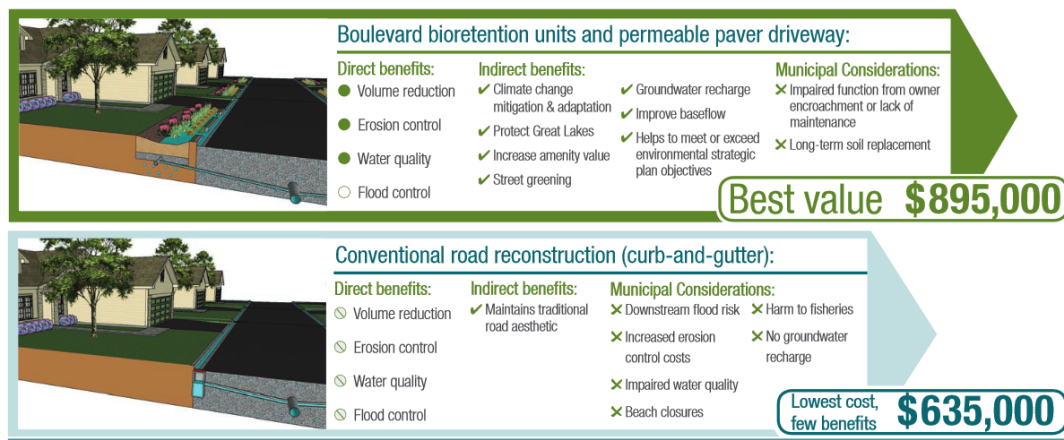 Boulevard bioretention units and permeable paver driveway:
Direct benefits:
Volume reduction
Erosion control
Water quality
Flood control
Indirect benefits:
✔ Climate change
mitigation & adaptation
✔ Protect Great Lakes
✔ Increase amenity value
✔ Street greening
✔ Groundwater recharge
✔ Improve baseflow
✔ Helps to meet or exceed
environmental strategic
plan objectives
Municipal Considerations:
✕ Impaired function from owner
encroachment or lack of
maintenance
✕ Long-term soil replacement
Best value $895,000
Conventional road reconstruction (curb-and-gutter):
Direct benefits:
Volume reduction
Erosion control
Water quality
Flood control
Indirect benefits:
✔ Maintains traditional
road aesthetic
Municipal Considerations:
✕ Downstream flood risk
✕ Increased erosion
control costs
✕ Impaired water quality
✕ Beach closures
✕ Harm to fisheries
✕ No groundwater
recharge
Lowest cost,
few benefits
$635,000